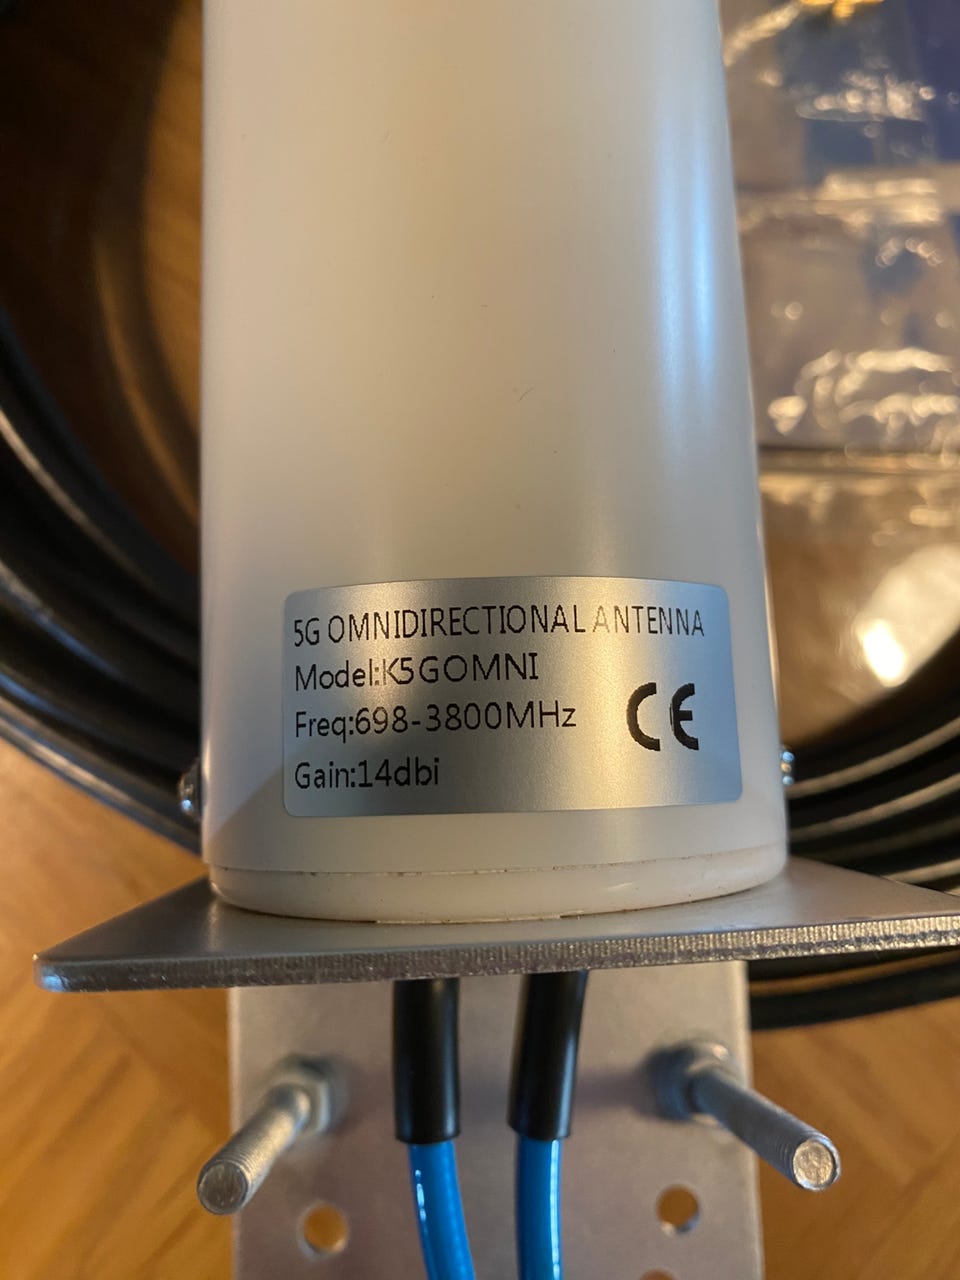 5G OMNIDIRECTIONAL ANTENNA
Model:K5GOMNI
Freq:698-3800MHz
CE
Gain:14dbi